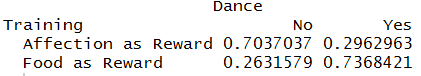 Dance
Training No Yes
Affection as Reward 0.7037037 0.2962963
Food as Reward 0.2631579 0.7368421